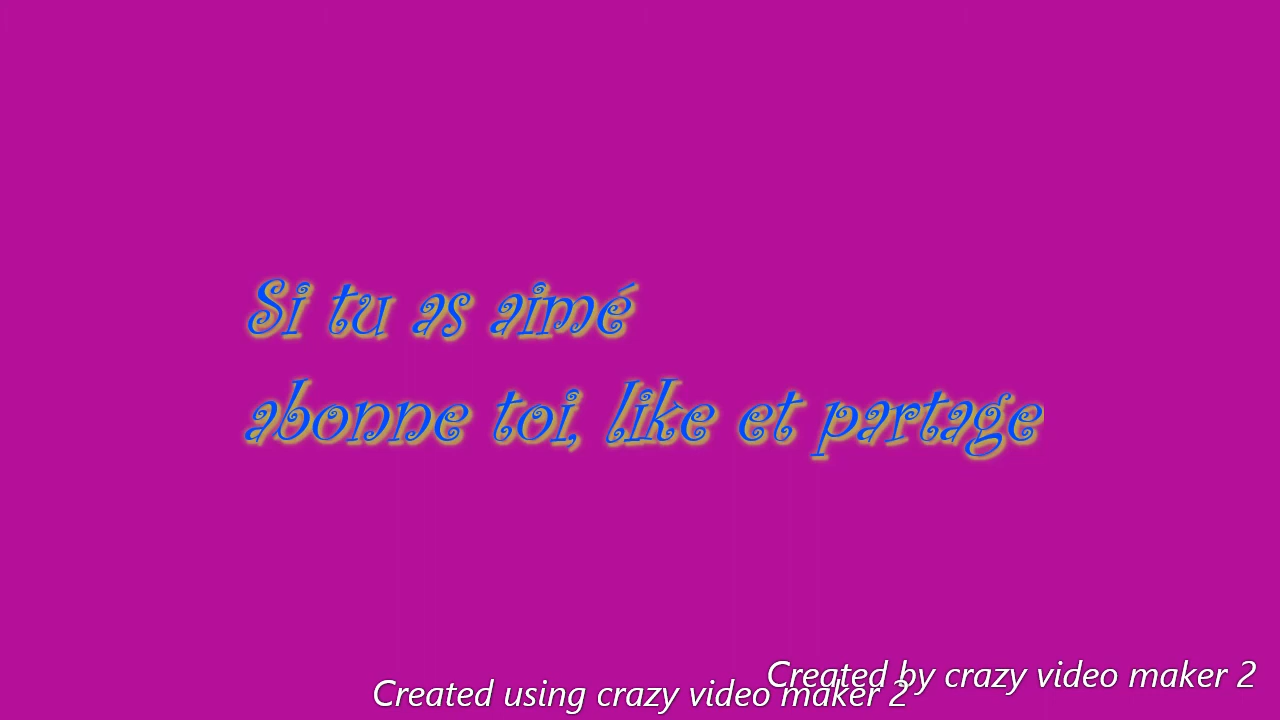 Si tu as aimé
abonne toi, like et partage
Created by crazy video maker 2
Created using crazy video maker 2